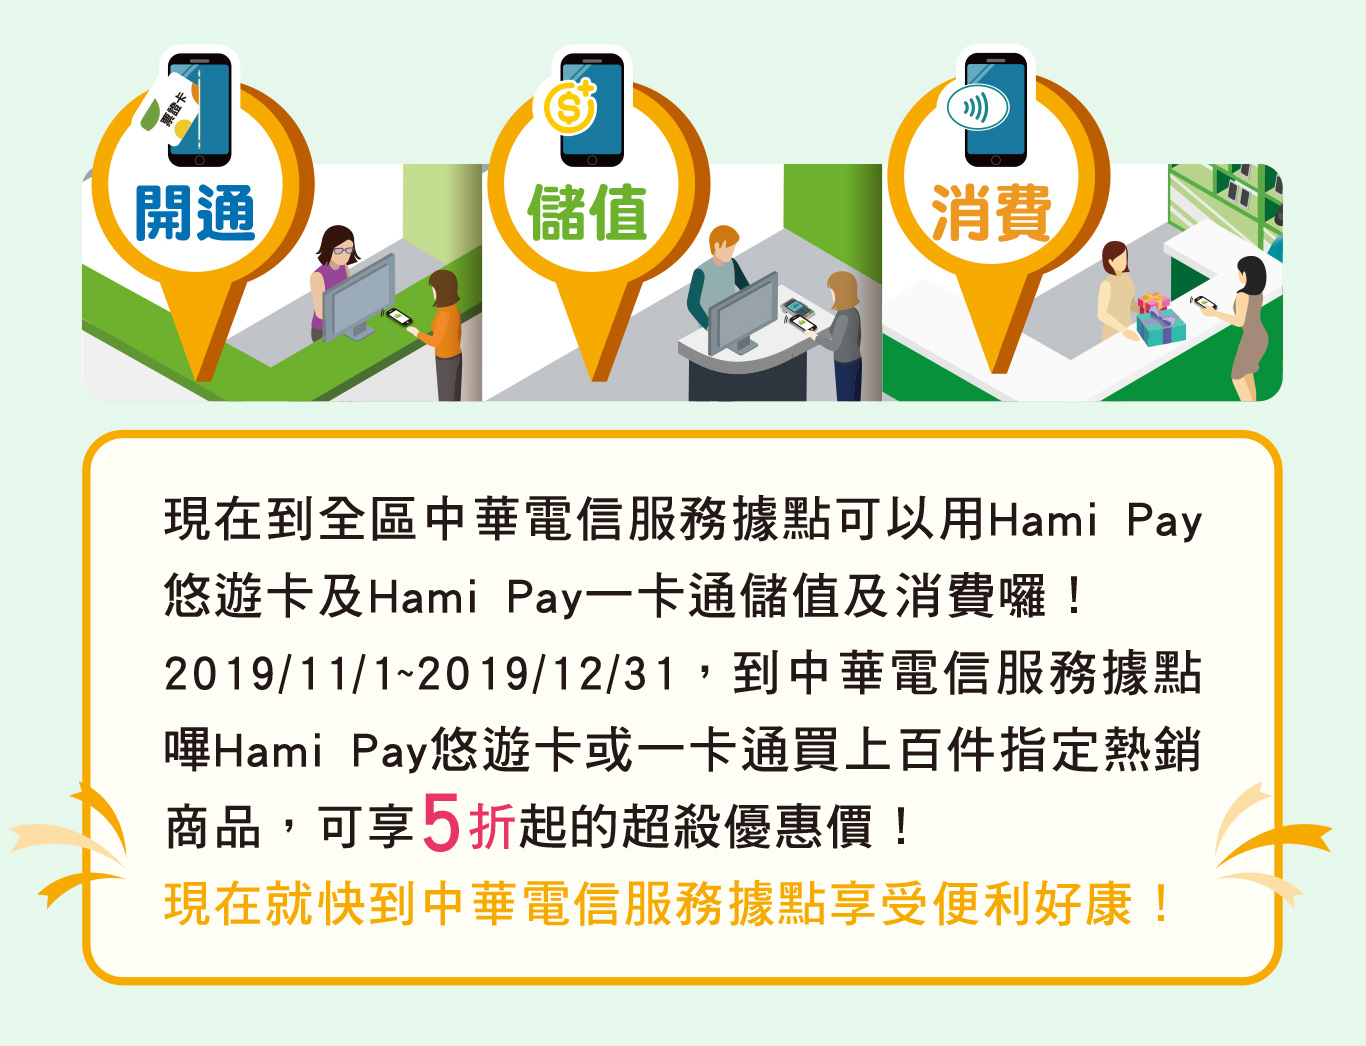 票證卡
開通
儲值
消費
現在到全區中華電信服務據點可以用Hami Pay
悠遊卡及Hami Pay一卡通儲值及消費囉！
2019/11/1~2019/12/31，到中華電信服務據點
嗶Hami Pay悠遊卡或一卡通買上百件指定熱銷
商品，可享5折起的超殺優惠價！
現在就快到中華電信服務據點享受便利好康！